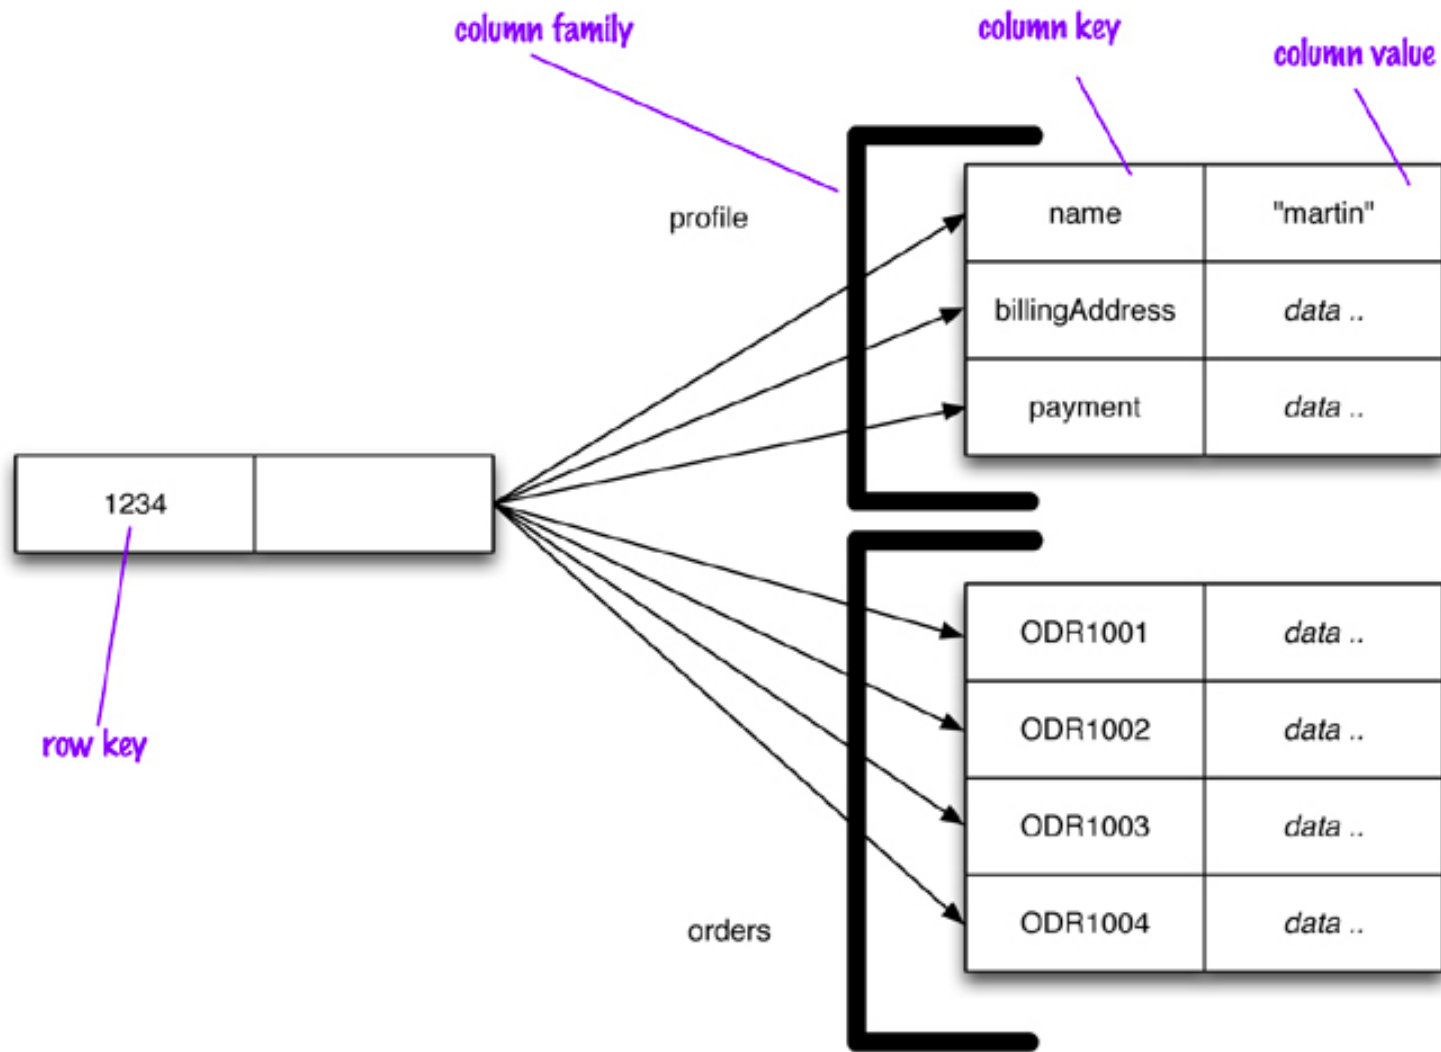 column family
column key
column value
profile
name
"martin"
billingAddress
data ..
payment
data ..
1234
row key
ODR1001
data ..
ODR1002
data ..
ODR1003
data ..
ODR1004
data ..
orders